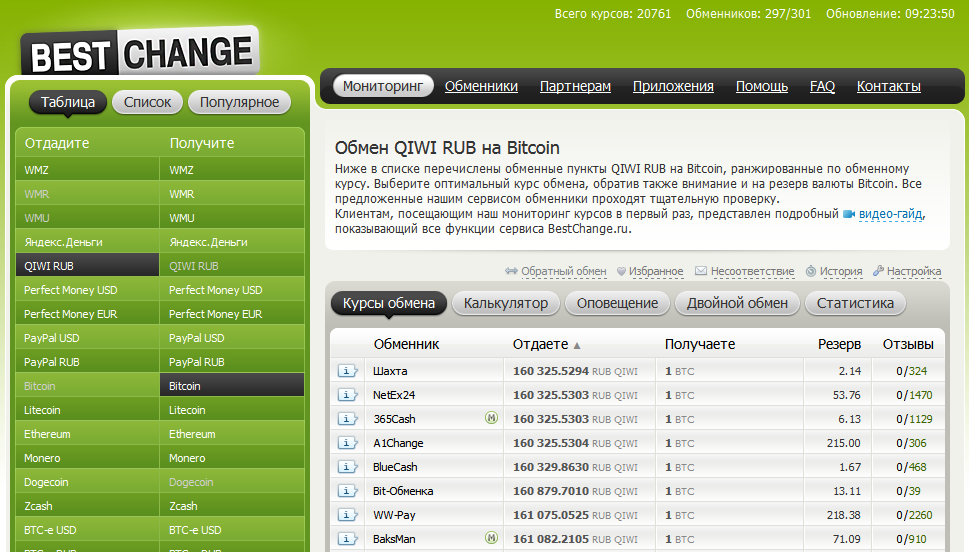 Всего курсов: 20761 Обменников: 297/301 Обновление: 09:23:50
BEST CHANGE
Мониторинг Обменники Партнерам Приложения Помощь FAQ Контакты
Таблица Список Популярное
Отдадите Получите
WMZ WMZ
WMR WMR
WMU WMU
Яндекс.Деньги Яндекс.Деньги
QIWI RUB QIWI RUB
Perfect Money USD Perfect Money USD
Perfect Money EUR Perfect Money EUR
PayPal USD PayPal USD
PayPal RUB PayPal RUB
Bitcoin Bitcoin
Litecoin Litecoin
Ethereum Ethereum
Monero Monero
Dogecoin Dogecoin
Zcash Zcash
BTC-e USD BTC-e USD
BTC-e RUB BTC-e RUB
Обмен QIWI RUB на Bitcoin
Ниже в списке перечислены обменные пункты QIWI RUB на Bitcoin, ранжированные по обменному
курсу. Выберите оптимальный курс обмена, обратив также внимание и на резерв валюты Bitcoin. Все
предложенные нашим сервисом обменники проходят тщательную проверку.
Клиентам, посещающим наш мониторинг курсов в первый раз, представлен подробный видео-гайд,
показывающий все функции сервиса BestChange.ru.
Обратный обмен Избранное Несоответствие История Настройка
Курсы обмена Калькулятор Оповещение Двойной обмен Статистика
Обменник Отдаете ▲ Получаете Резерв Отзывы
i Шахта 160 325.5294 RUB QIWI 1 BTC 2.14 0/324
i NetEx24 160 325.5303 RUB QIWI 1 BTC 53.76 0/1470
i 365Cash M 160 325.5303 RUB QIWI 1 BTC 6.13 0/1129
i A1Change 160 325.5304 RUB QIWI 1 BTC 215.00 0/306
i BlueCash 160 329.8630 RUB QIWI 1 BTC 1.67 0/468
i Bit-Обменка 160 879.7010 RUB QIWI 1 BTC 13.11 0/39
i WW-Pay 161 075.0525 RUB QIWI 1 BTC 218.38 0/2260
i BaksMan M 161 082.2105 RUB QIWI 1 BTC 71.09 0/910